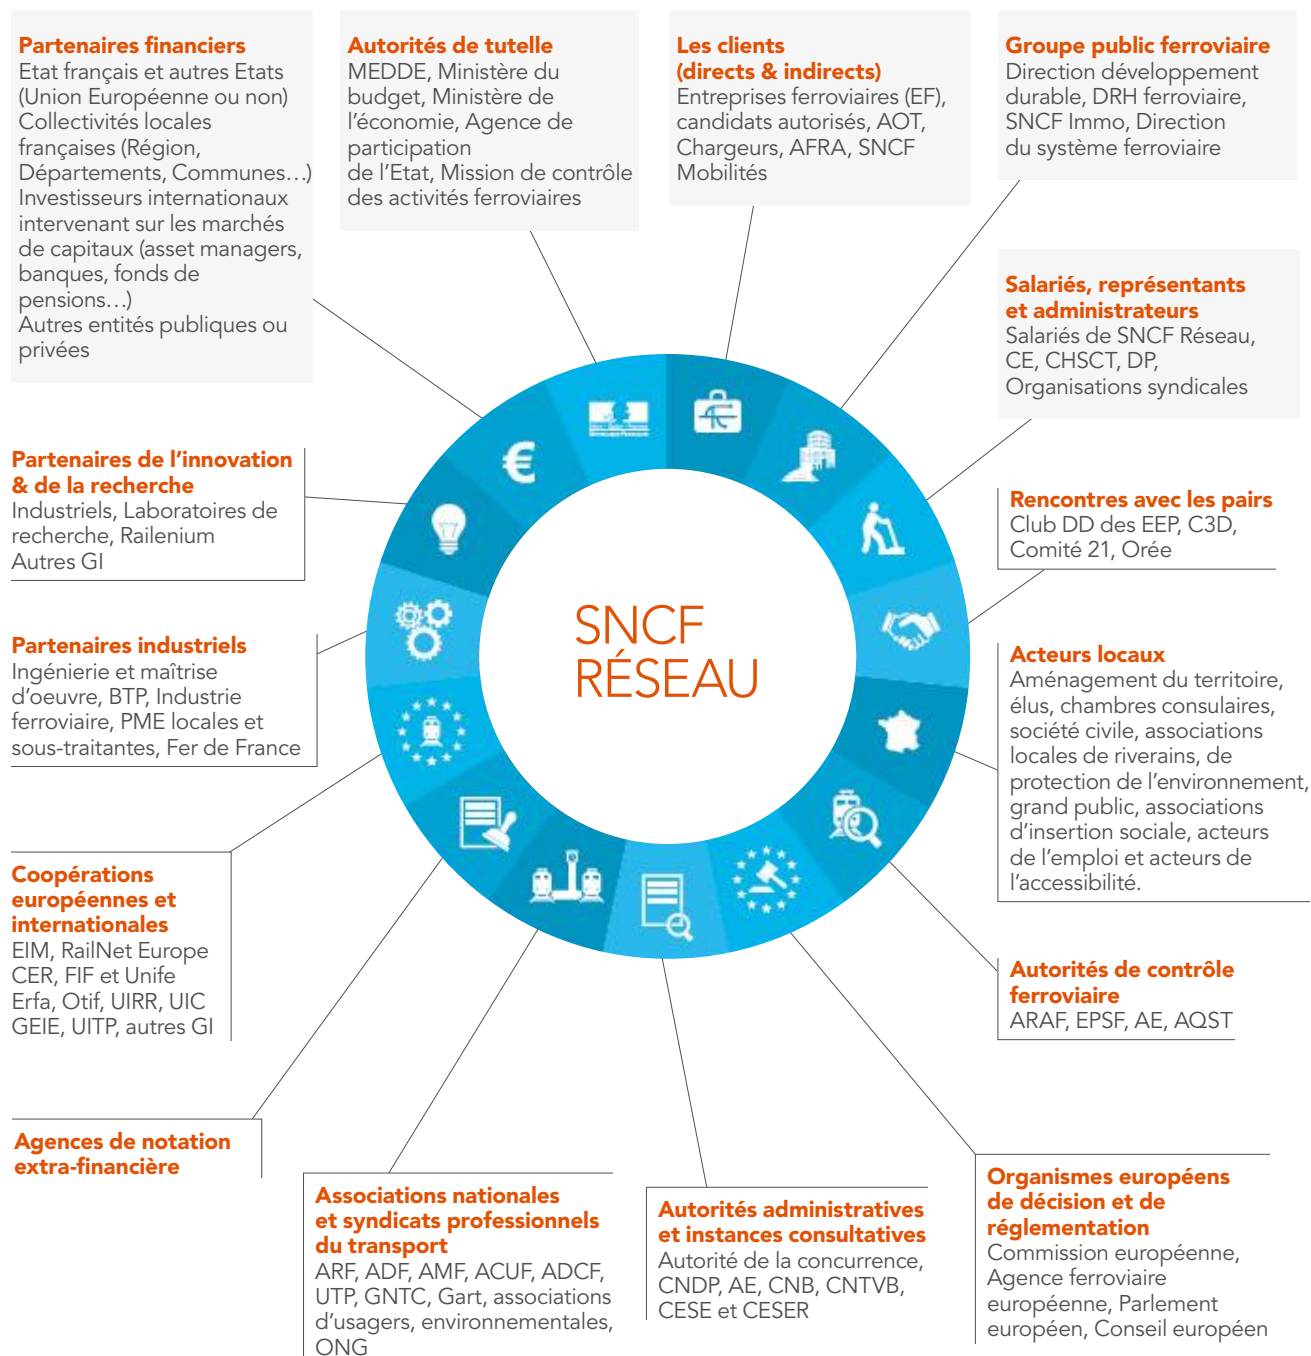 Partenaires financiers
Etat français et autres Etats
(Union Européenne ou non)
Collectivités locales
françaises (Région,
Départements, Communes…)
Investisseurs internationaux
intervenant sur les marchés
de capitaux (asset managers,
banques, fonds de
pensions…)
Autres entités publiques ou
privées
Autorités de tutelle
MEDDE, Ministère du
budget, Ministère de
l’économie, Agence de
participation
de l’Etat, Mission de contrôle
des activités ferroviaires
Les clients
(directs & indirects)
Entreprises ferroviaires (EF),
candidats autorisés, AOT,
Chargeurs, AFRA, SNCF
Mobilités
Groupe public ferroviaire
Direction développement
durable, DRH ferroviaire,
SNCF Immo, Direction
du système ferroviaire
Salariés, représentants
et administrateurs
Salariés de SNCF Réseau,
CE, CHSCT, DP,
Organisations syndicales
Partenaires de l’innovation
& de la recherche
Industriels, Laboratoires de
recherche, Railenium
Autres GI
Rencontres avec les pairs
Club DD des EEP, C3D,
Comité 21, Orée
SNCF
RÉSEAU
Partenaires industriels
Ingénierie et maîtrise
d’oeuvre, BTP, Industrie
ferroviaire, PME locales et
sous-traitantes, Fer de France
Acteurs locaux
Aménagement du territoire,
élus, chambres consulaires,
société civile, associations
locales de riverains, de
protection de l’environnement,
grand public, associations
d’insertion sociale, acteurs
de l’emploi et acteurs de
l’accessibilité.
Coopérations
européennes et
internationales
EIM, RailNet Europe
CER, FIF et Unife
Erfa, Otif, UIRR, UIC
GEIE, UITP, autres GI
Autorités de contrôle
ferroviaire
ARAF, EPSF, AE, AQST
Agences de notation
extra-financière
Associations nationales
et syndicats professionnels
du transport
ARF, ADF, AMF, ACUF, ADCF,
UTP, GNTC, Gart, associations
d’usagers, environnementales,
ONG
Autorités administratives
et instances consultatives
Autorité de la concurrence,
CNDP, AE, CNB, CNTVB,
CESE et CESER
Organismes européens
de décision et de
réglementation
Commission européenne,
Agence ferroviaire
européenne, Parlement
européen, Conseil européen